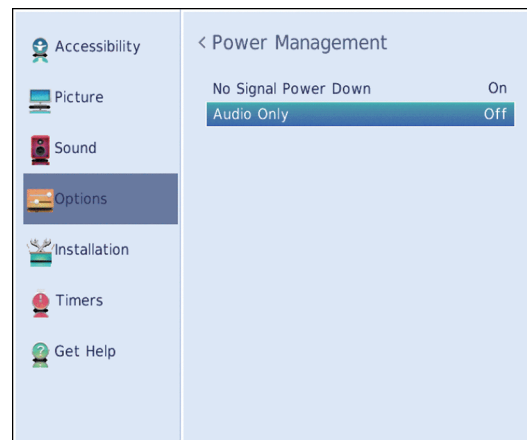 Accessibility
Picture
Sound
Options
Installation
Timers
Get Help
< Power Management
No Signal Power Down On
Audio Only Off